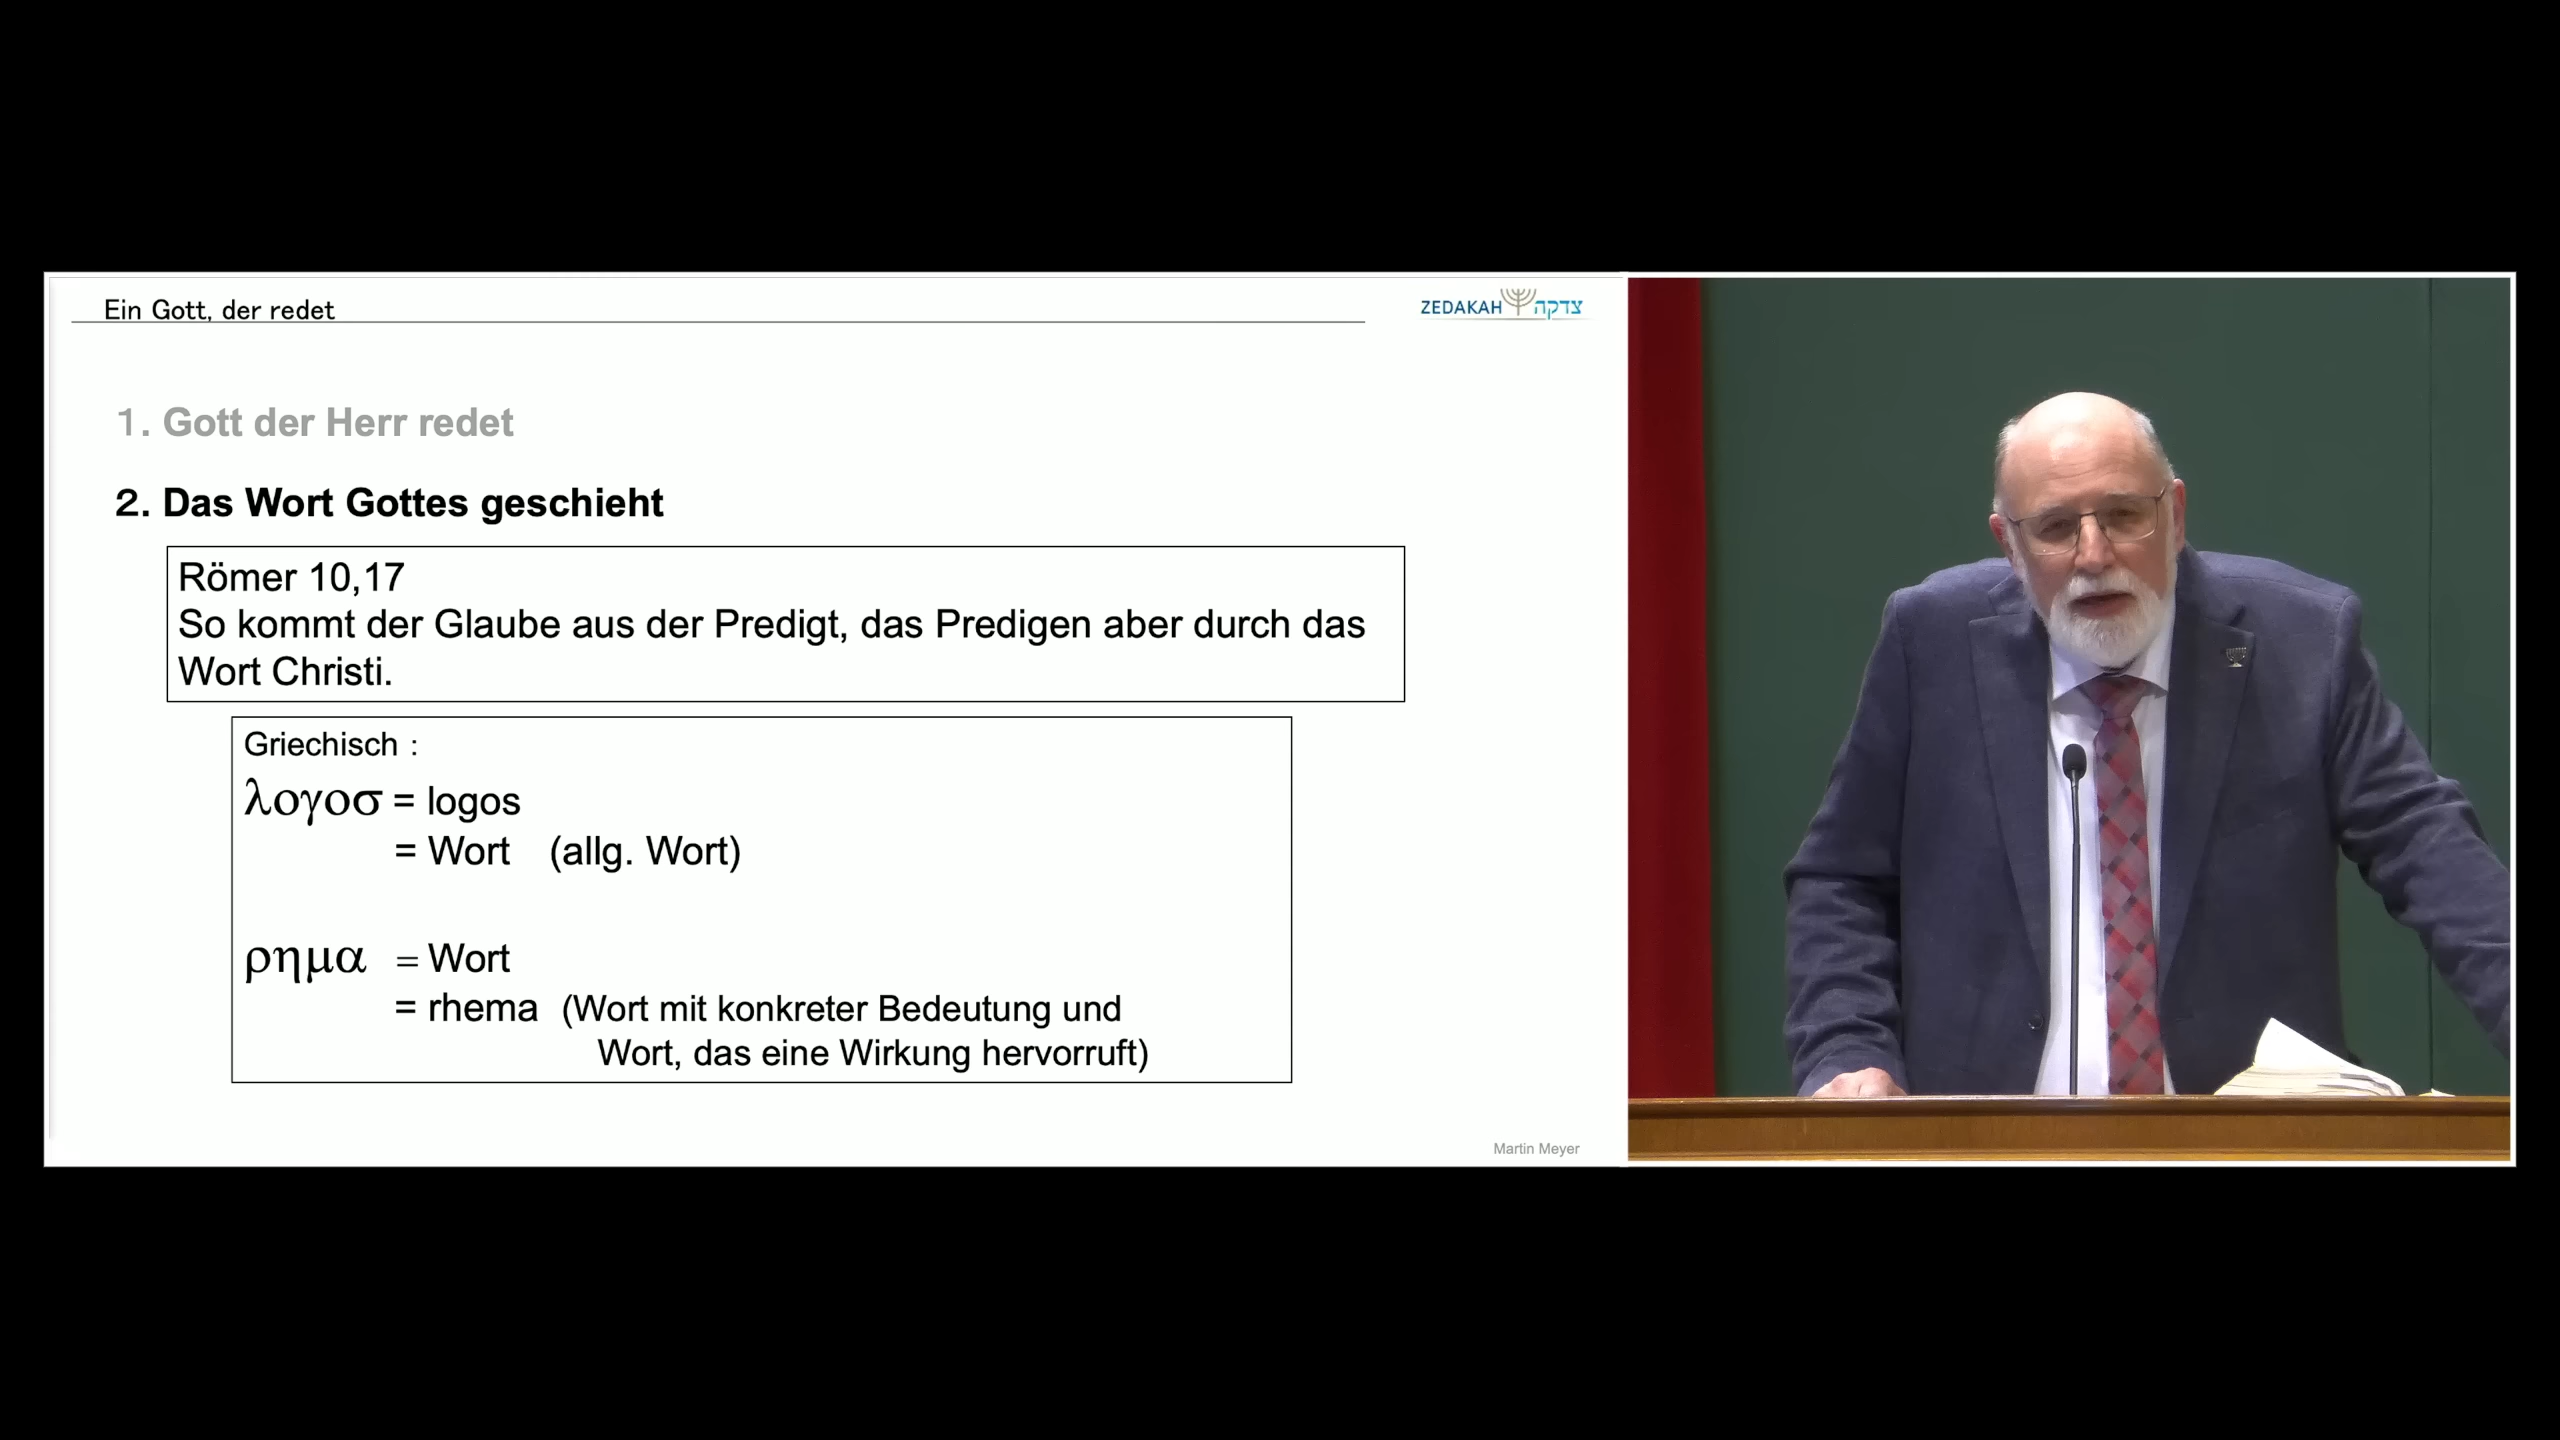 Ein Gott, der redet
ZEDAKAH צדקה
1. Gott der Herr redet
2. Das Wort Gottes geschieht
Römer 10,17
So kommt der Glaube aus der Predigt, das Predigen aber durch das
Wort Christi.
Griechisch :
λογοσ = logos
= Wort (allg. Wort)
ρημα = Wort
= rhema (Wort mit konkreter Bedeutung und
Wort, das eine Wirkung hervorruft)
Martin Meyer